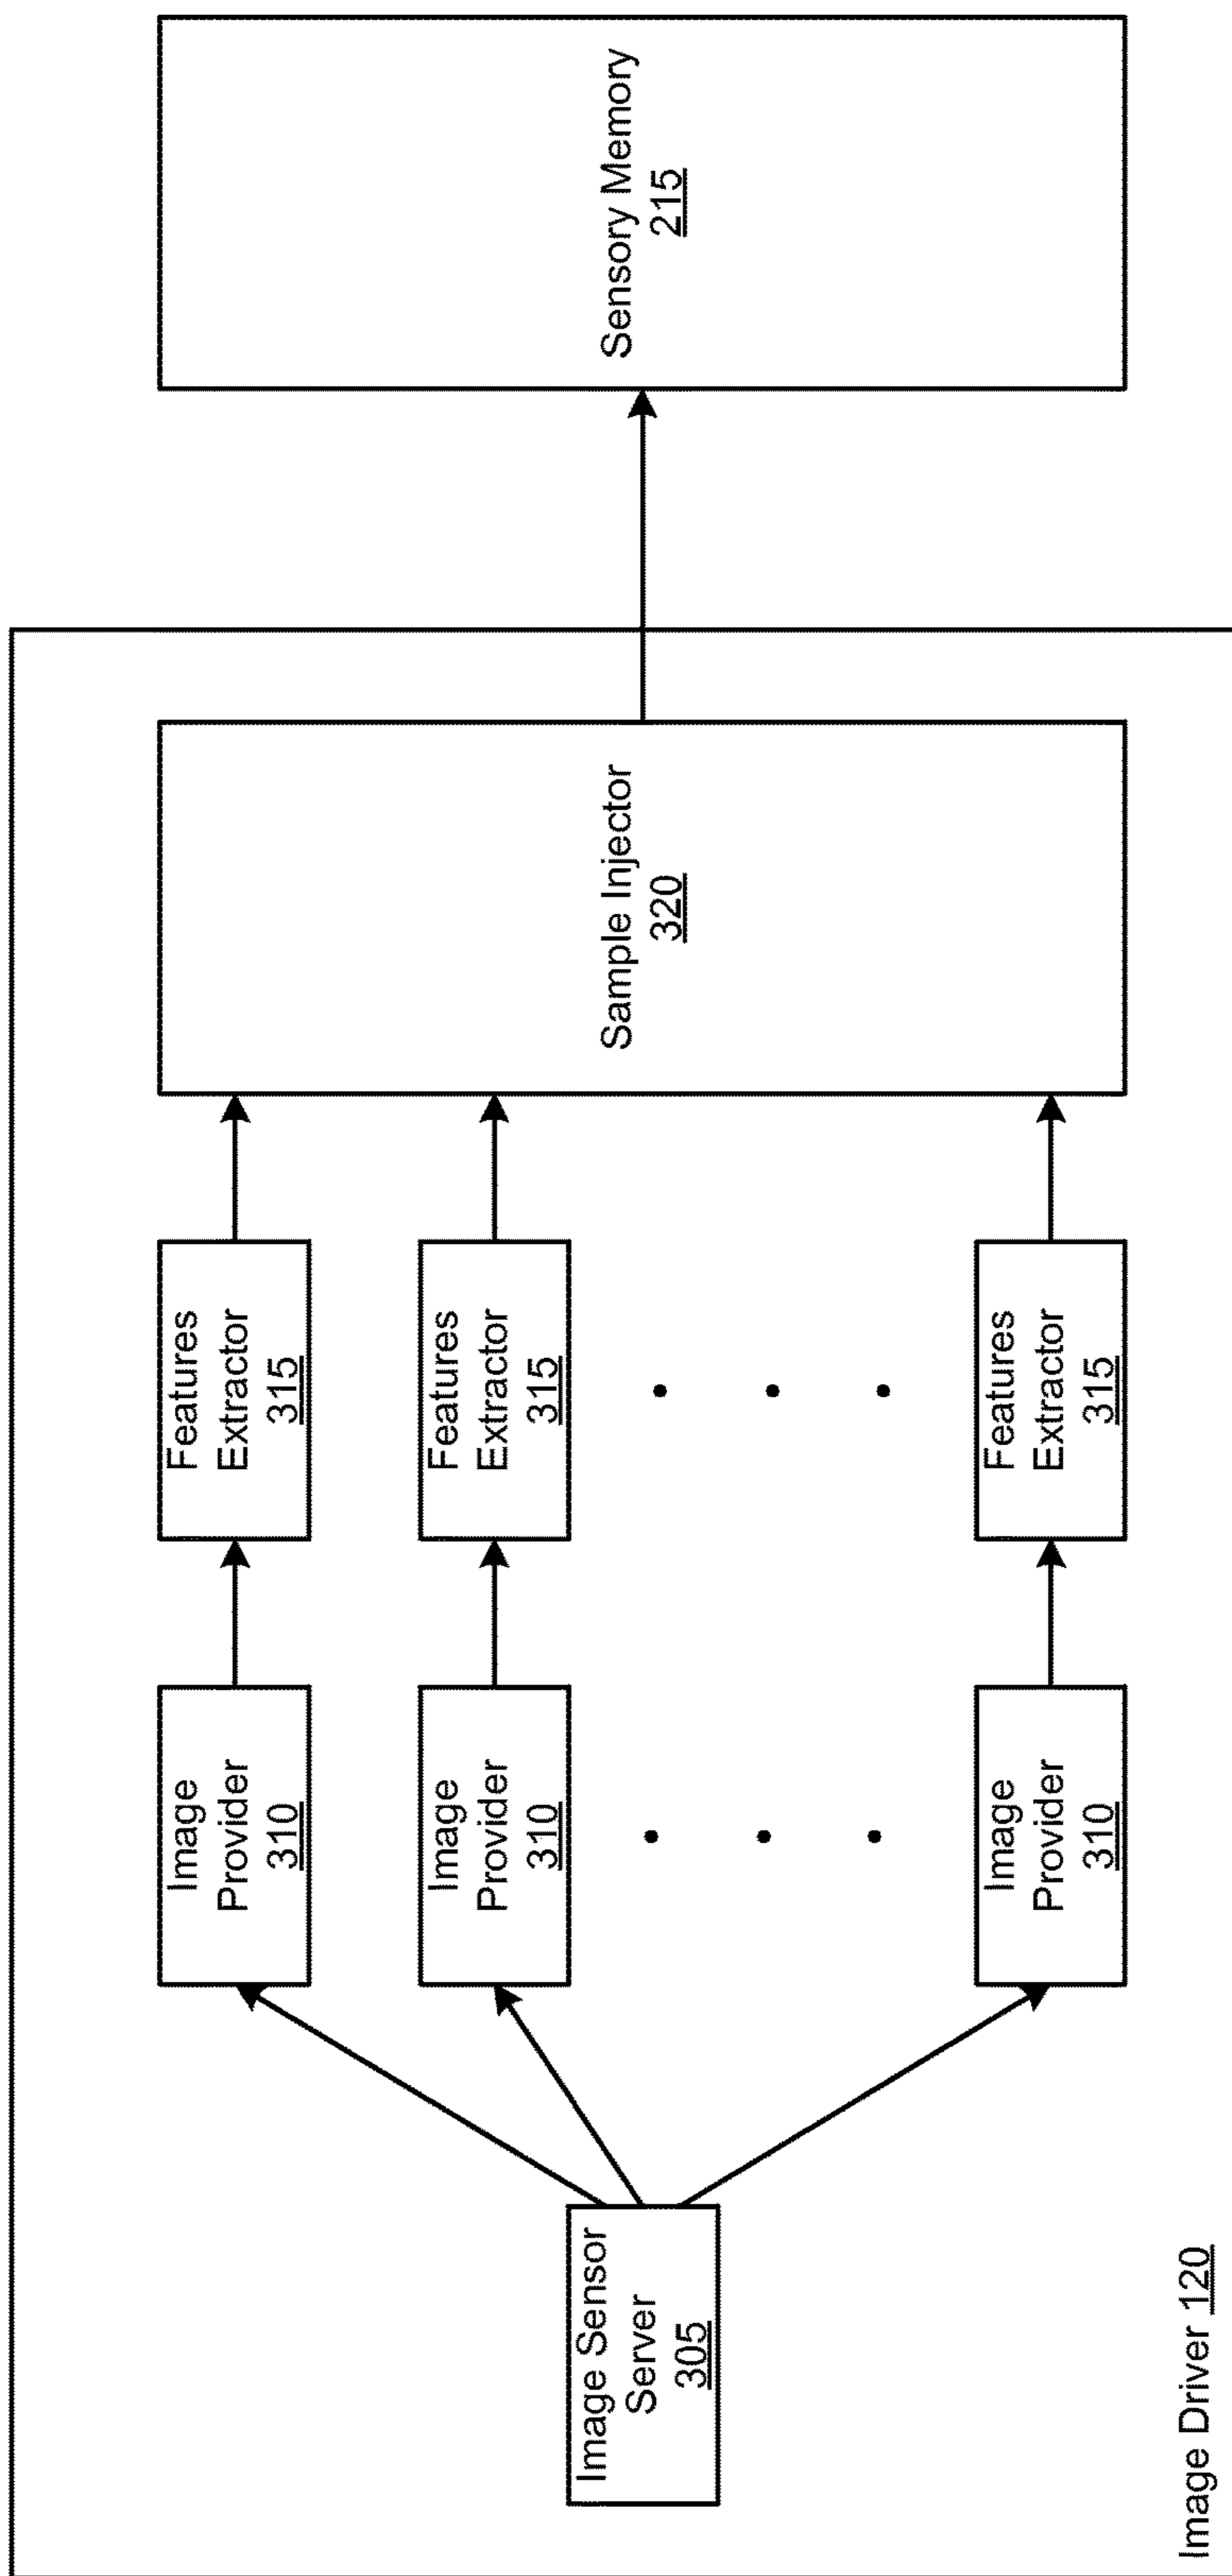 Image Sensor
Server
305
Image
Provider
310
Image
Provider
310
Image
Provider
310
Features
Extractor
315
Features
Extractor
315
Features
Extractor
315
Sample Injector
320
Sensory Memory
215
Image Driver 120